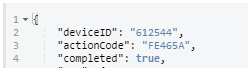 1 {
2 "deviceID": "612544",
3 "actionCode": "FE465A",
4 "completed": true,